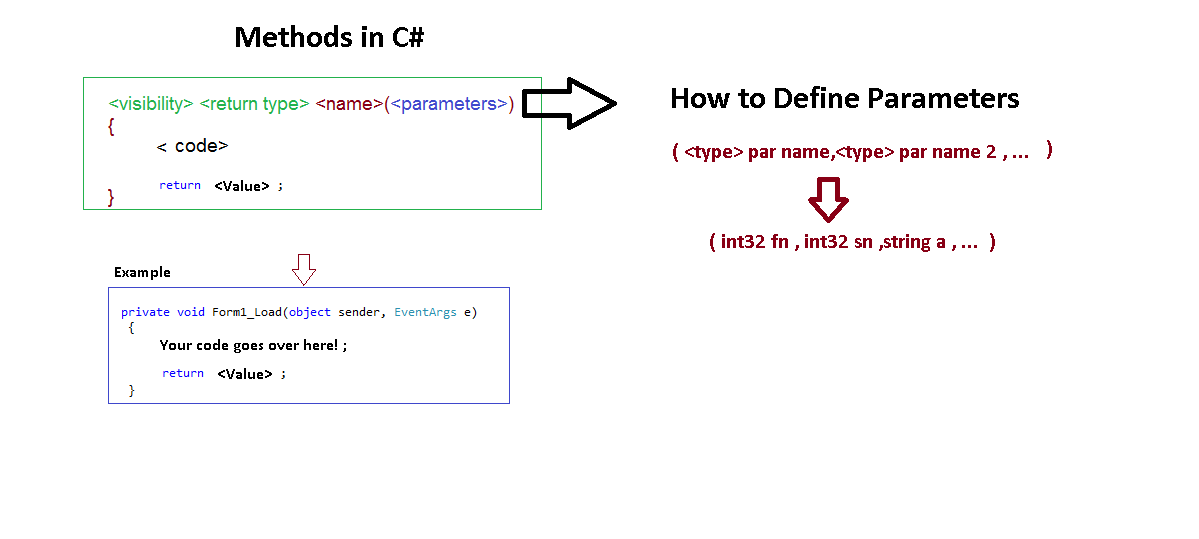 Methods in C#
<visibility> <return type> <name>(<parameters>)
{
< code>
return <Value> ;
}
How to Define Parameters
( <type> par name,<type> par name 2 , ... )
( int32 fn , int32 sn ,string a , ... )
Example
private void Form1_Load(object sender, EventArgs e)
{
Your code goes over here! ;
return <Value> ;
}